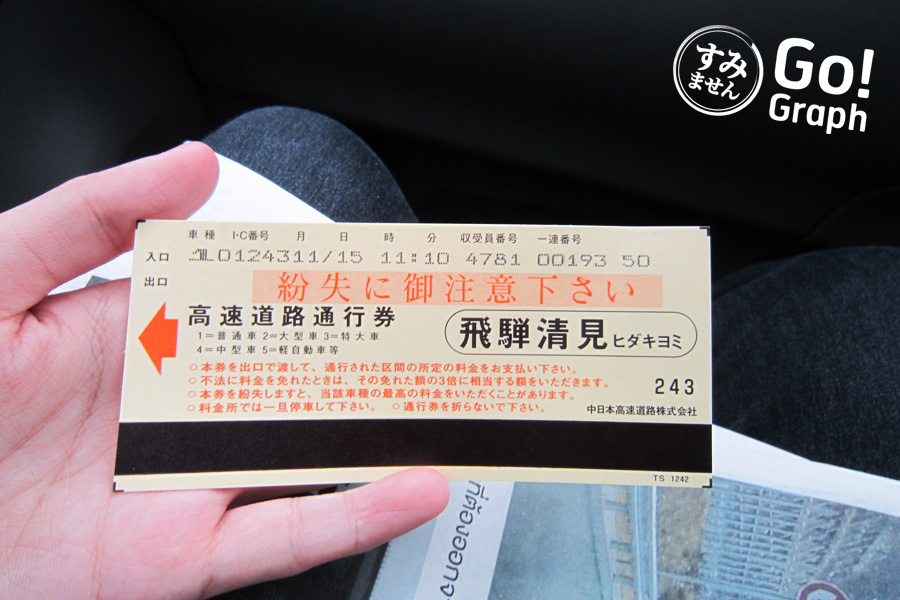 すみ
ません
Go!
Graph
車種 I・C番号 月 日 時 分 収受員番号 一連番号
入口 1 0124311/15 11:10 4781 00193 50
出口
紛失に御注意下さい
高速道路通行券
1=普通車 2=大型車 3=特大車
4=中型車 5=軽自動車等
飛騨清見 ヒダキヨミ
○本券を出口で渡して、通行された区間の所定の料金をお支払い下さい。
○不法に料金を免れたときは、その免れた額の3倍に相当する額をいただきます。
○本券を紛失しますと、当該車種の最高の料金をいただくことがあります。
○料金所では一旦停車して下さい。 ○通行券を折らないで下さい。
243
中日本高速道路株式会社
TS 1242